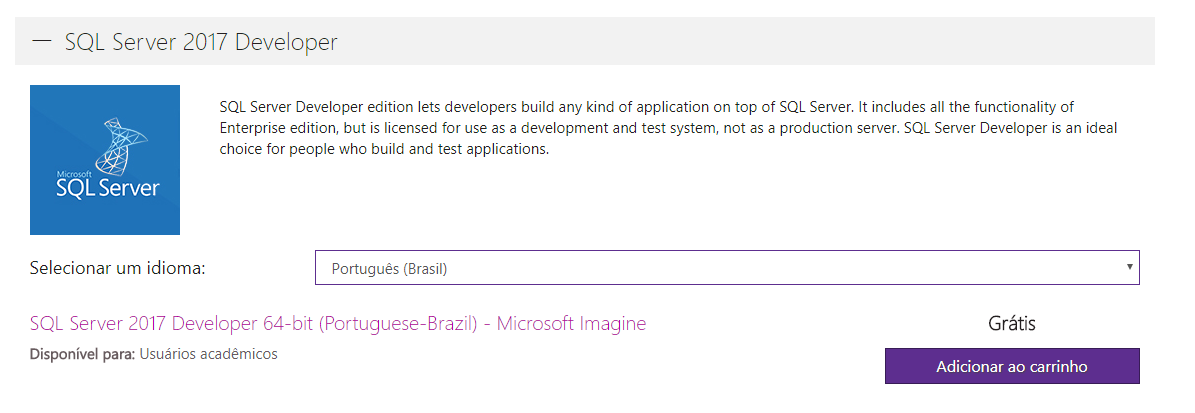 SQL Server 2017 Developer
SQL Server Developer edition lets developers build any kind of application on top of SQL Server. It includes all the functionality of
Enterprise edition, but is licensed for use as a development and test system, not as a production server. SQL Server Developer is an ideal
choice for people who build and test applications.
Microsoft
SQL Server
Selecionar um idioma:
Português (Brasil)
SQL Server 2017 Developer 64-bit (Portuguese-Brazil) - Microsoft Imagine
Grátis
Disponível para: Usuários acadêmicos
Adicionar ao carrinho